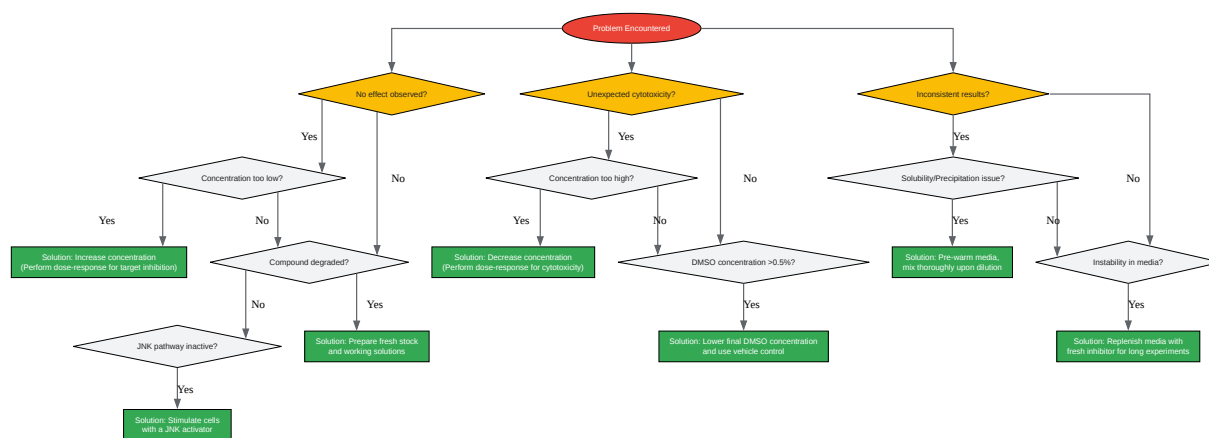 Problem Encountered
No effect observed?
Unexpected cytotoxicity?
Inconsistent results?
Yes
Yes
Yes
Concentration too low?
No
Concentration too high?
No
Solubility/Precipitation issue?
No
Yes
No
Yes
No
Yes
No
Solution: Increase concentration
(Perform dose-response for target inhibition)
Compound degraded?
Solution: Decrease concentration
(Perform dose-response for cytotoxicity)
DMSO concentration >0.5%?
Solution: Pre-warm media,
mix thoroughly upon dilution
Instability in media?
No
Yes
Yes
Yes
JNK pathway inactive?
Solution: Prepare fresh stock
and working solutions
Solution: Lower final DMSO concentration
and use vehicle control
Solution: Replenish media with
fresh inhibitor for long experiments
Yes
Solution: Stimulate cells
with a JNK activator